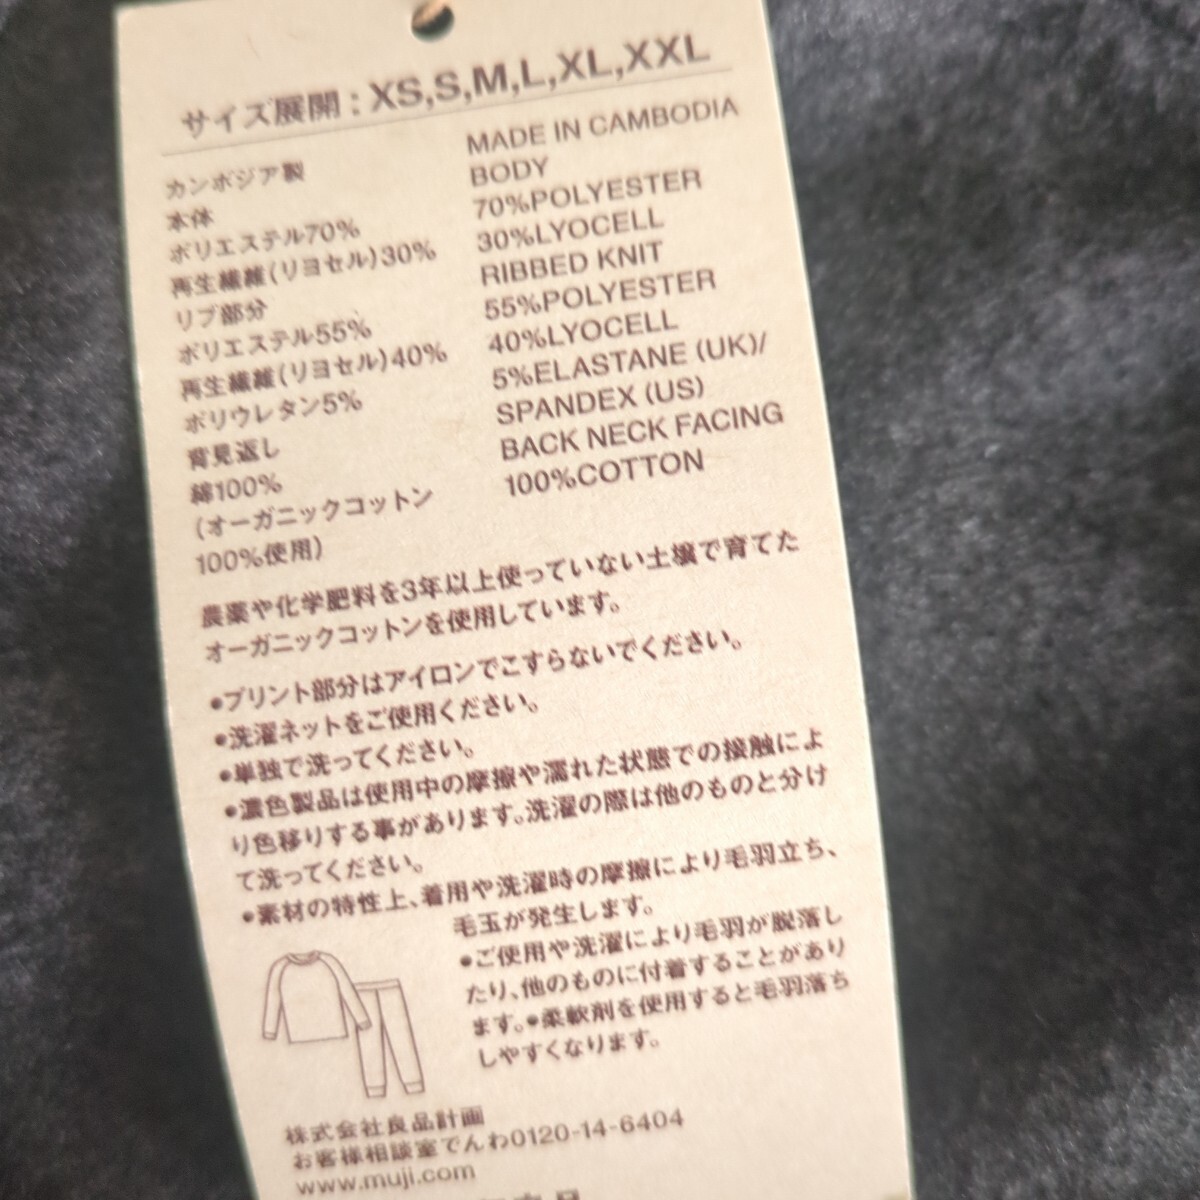 サイズ展開：XS,S,M,L,XL,XXL
カンボジア製
本体
ポリエステル70%
再生繊維(リヨセル)30%
リブ部分
ポリエステル55%
再生繊維(リヨセル)40%
ポリウレタン5%
背見返し
綿100%
(オーガニックコットン
100%使用)
MADE IN CAMBODIA
BODY
70%POLYESTER
30%LYOCELL
RIBBED KNIT
55%POLYESTER
40%LYOCELL
5%ELASTANE (UK)/
SPANDEX (US)
BACK NECK FACING
100%COTTON
農薬や化学肥料を3年以上使っていない土壌で育てた
オーガニックコットンを使用しています。
●プリント部分はアイロンでこすらないでください。
●洗濯ネットをご使用ください。
●単独で洗ってください。
●濃色製品は使用中の摩擦や濡れた状態での接触によ
り色移りする事があります。洗濯の際は他のものと分け
て洗ってください。
●素材の特性上、着用や洗濯時の摩擦により毛羽立ち、
毛玉が発生します。
●ご使用や洗濯により毛羽が脱落し
たり、他のものに付着することがあり
ます。●柔軟剤を使用すると毛羽落ち
しやすくなります。
株式会社良品計画
お客様相談室でんわ0120-14-6404
www.muji.com